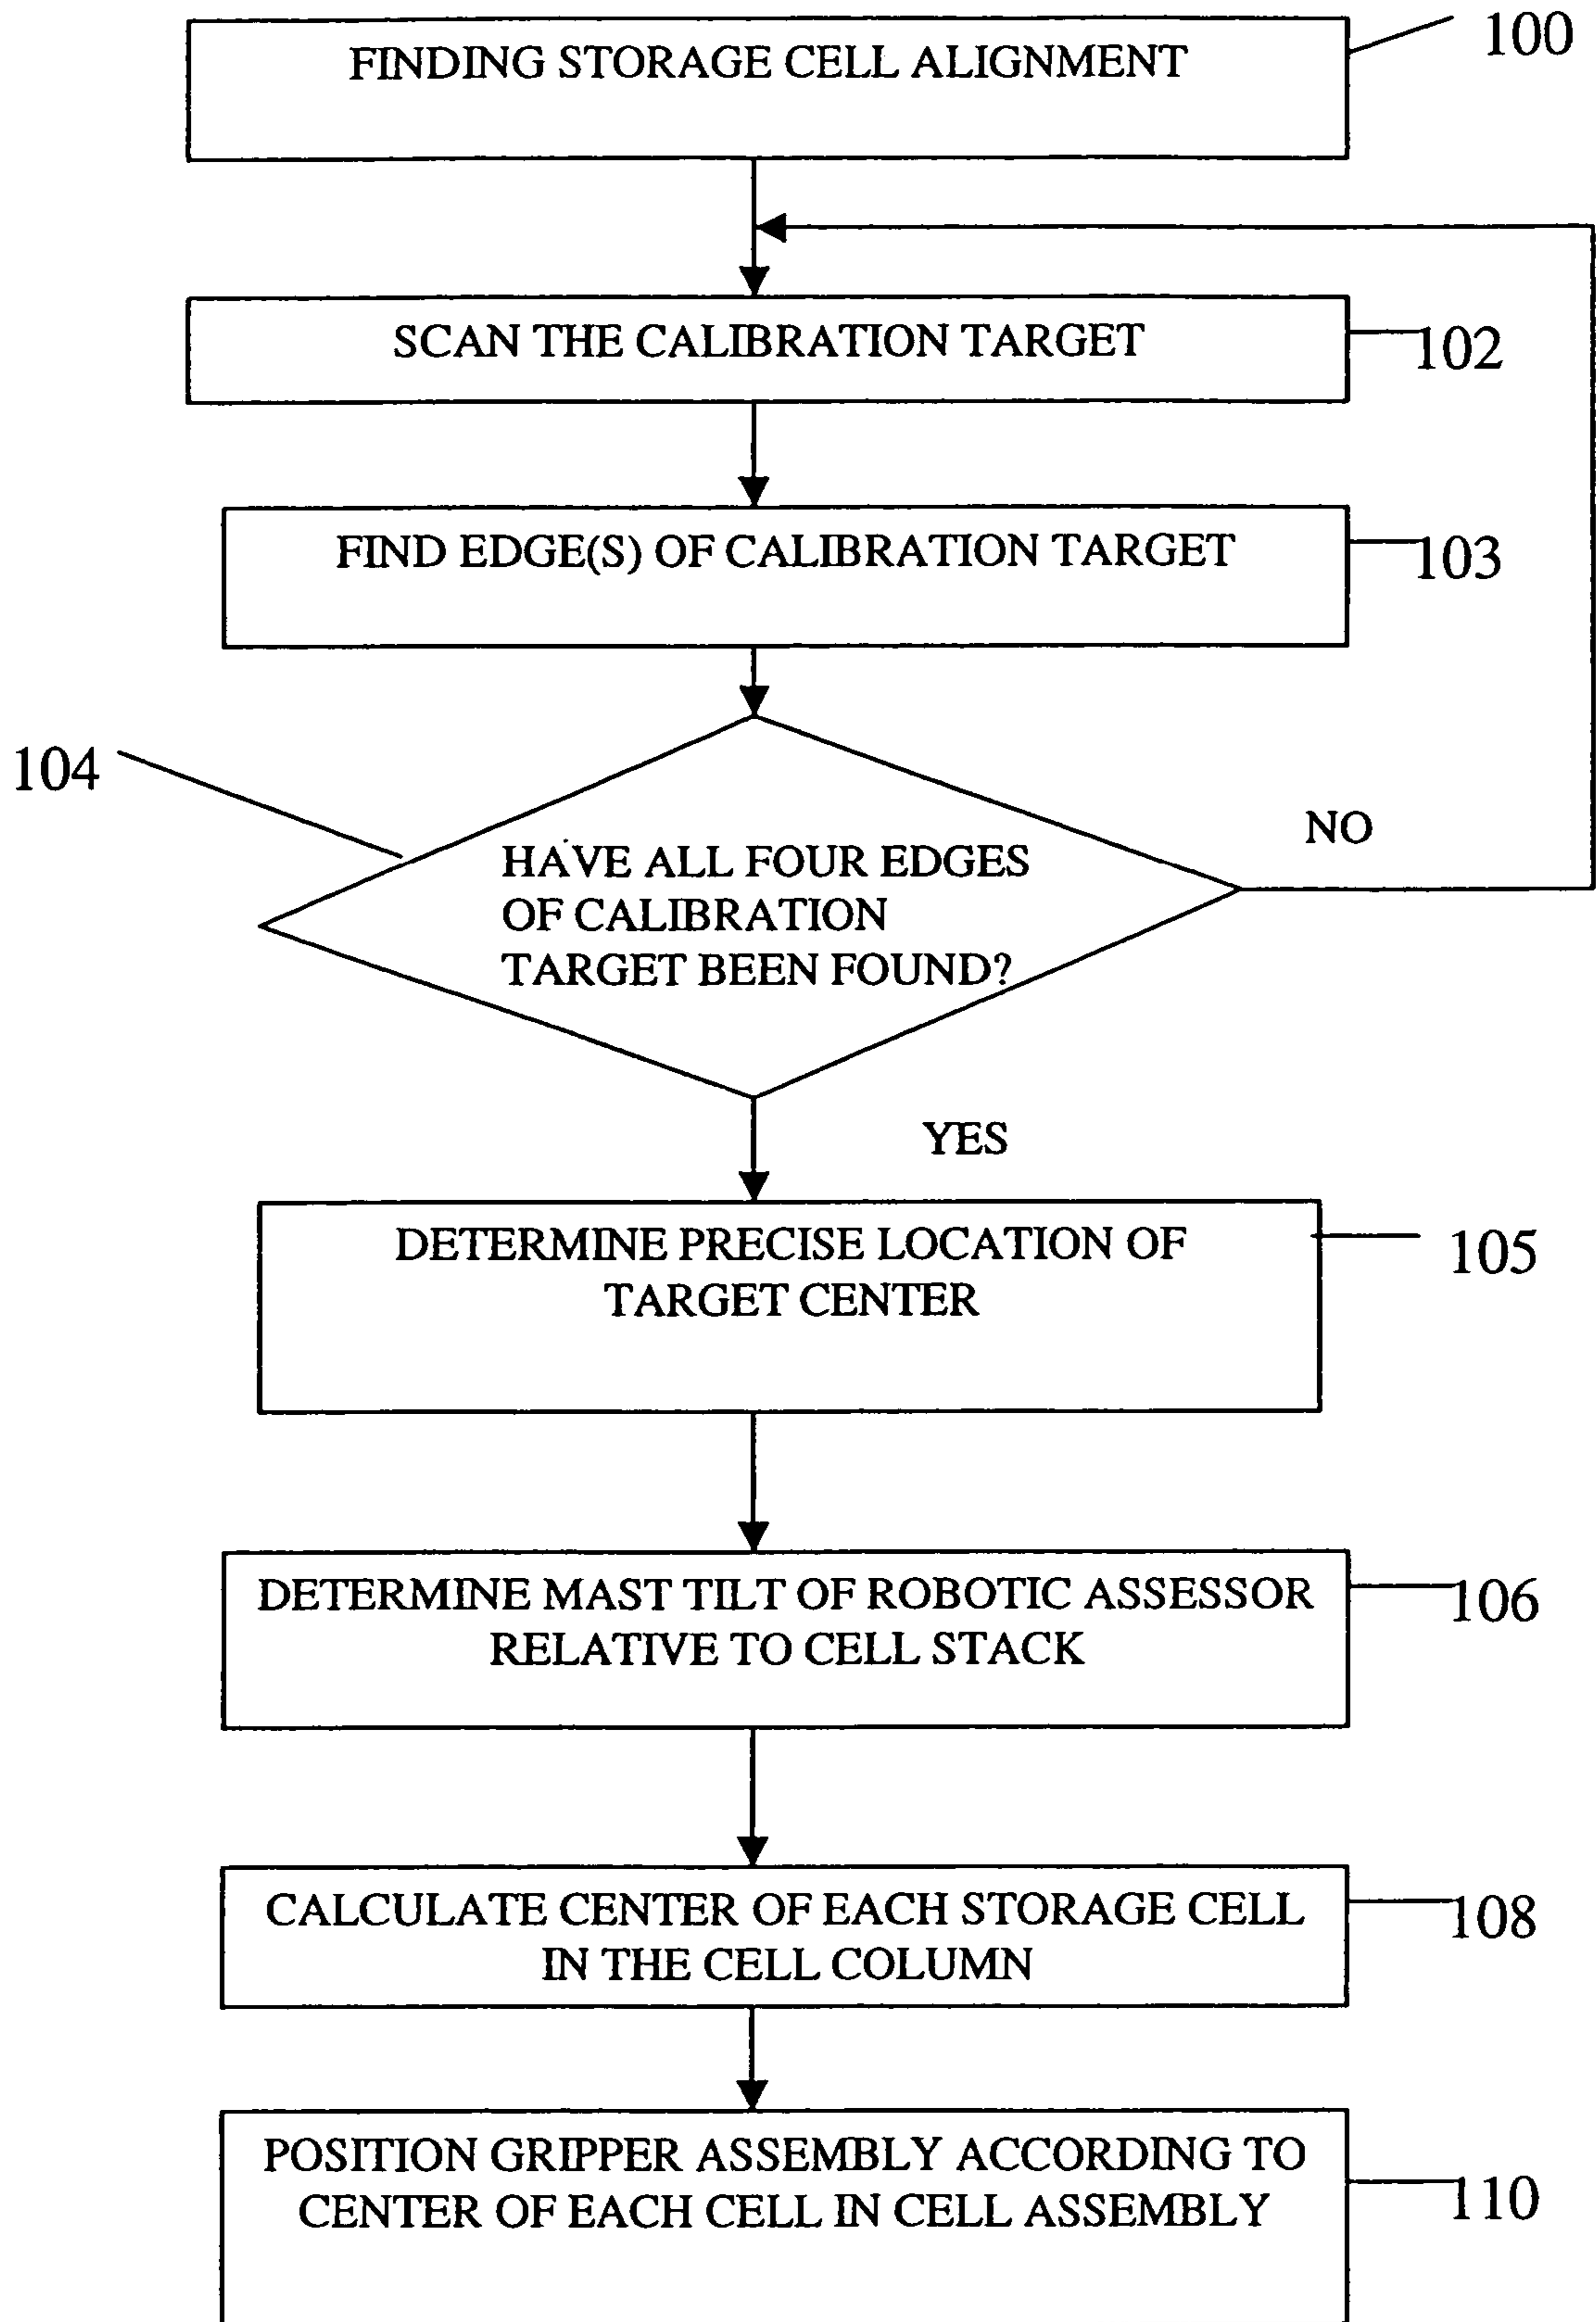 FINDING STORAGE CELL ALIGNMENT
100
SCAN THE CALIBRATION TARGET
102
FIND EDGE(S) OF CALIBRATION TARGET
103
104
NO
HAVE ALL FOUR EDGES
OF CALIBRATION
TARGET BEEN FOUND?
YES
DETERMINE PRECISE LOCATION OF
TARGET CENTER
105
DETERMINE MAST TILT OF ROBOTIC ASSESSOR
RELATIVE TO CELL STACK
106
CALCULATE CENTER OF EACH STORAGE CELL
IN THE CELL COLUMN
108
POSITION GRIPPER ASSEMBLY ACCORDING TO
CENTER OF EACH CELL IN CELL ASSEMBLY
110